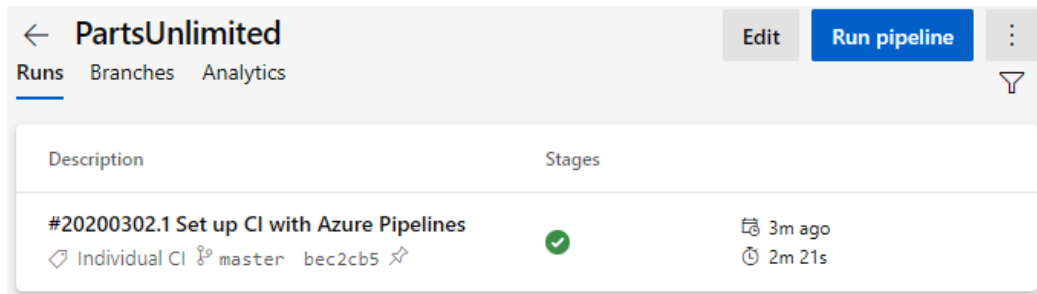 PartsUnlimited
Edit
Run pipeline
Runs Branches Analytics
Description Stages
#20200302.1 Set up CI with Azure Pipelines
3m ago
Individual CI master bec2cb5
2m 21s